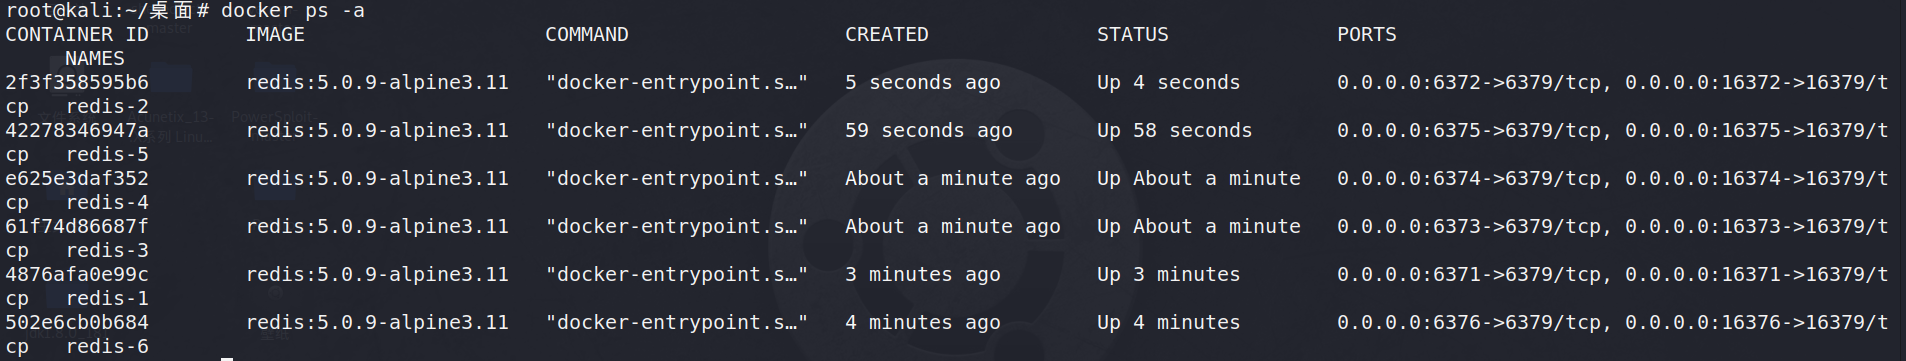 root@kali:~/桌面# docker ps -a
CONTAINER ID        IMAGE                    COMMAND                  CREATED              STATUS              PORTS
     NAMES
2f3f358595b6        redis:5.0.9-alpine3.11   "docker-entrypoint.s…"   5 seconds ago        Up 4 seconds        0.0.0.0:6372->6379/tcp, 0.0.0.0:16372->16379/t
cp   redis-2
42278346947a        redis:5.0.9-alpine3.11   "docker-entrypoint.s…"   59 seconds ago       Up 58 seconds       0.0.0.0:6375->6379/tcp, 0.0.0.0:16375->16379/t
cp   redis-5
e625e3daf352        redis:5.0.9-alpine3.11   "docker-entrypoint.s…"   About a minute ago   Up About a minute   0.0.0.0:6374->6379/tcp, 0.0.0.0:16374->16379/t
cp   redis-4
61f74d86687f        redis:5.0.9-alpine3.11   "docker-entrypoint.s…"   About a minute ago   Up About a minute   0.0.0.0:6373->6379/tcp, 0.0.0.0:16373->16379/t
cp   redis-3
4876afa0e99c        redis:5.0.9-alpine3.11   "docker-entrypoint.s…"   3 minutes ago        Up 3 minutes        0.0.0.0:6371->6379/tcp, 0.0.0.0:16371->16379/t
cp   redis-1
502e6cb0b684        redis:5.0.9-alpine3.11   "docker-entrypoint.s…"   4 minutes ago        Up 4 minutes        0.0.0.0:6376->6379/tcp, 0.0.0.0:16376->16379/t
cp   redis-6